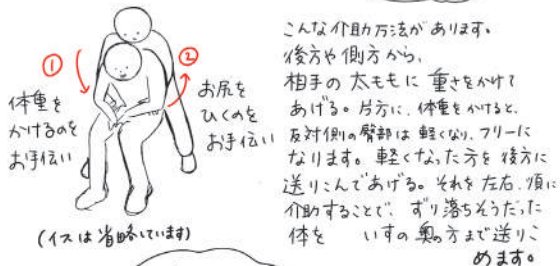 ①
②
体重を
かけるのを
お手伝い
お尻を
ひくのを
お手伝い
(イスは省略しています)
こんな介助方法があります。
後方や側方から、
相手の太ももに重さをかけて
あげる。片方に、体重をかけると、
反対側の臀部は軽くなり、フリーに
なります。軽くなった方を後方に
送りこんであげる。それを左右、順に
介助することで、ずり落ちそうだった
体を いすの奥の方まで送りこ
めます。